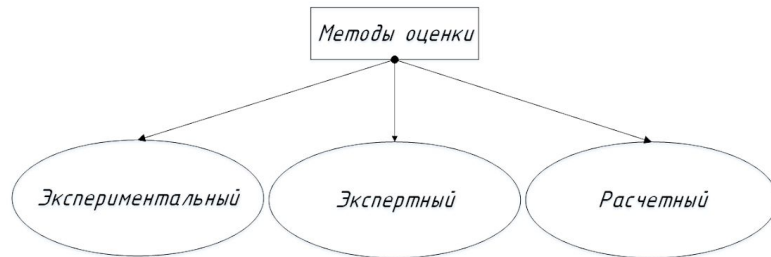 Методы оценки
Экспериментальный
Экспертный
Расчетный